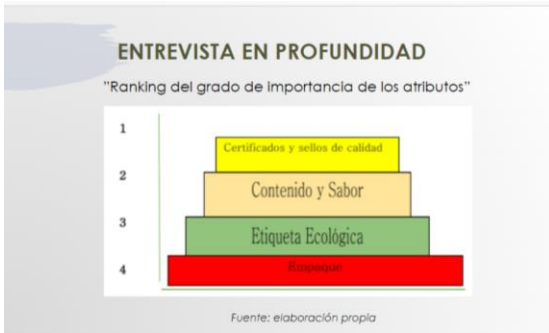 ENTREVISTA EN PROFUNDIDAD
"Ranking del grado de importancia de los atributos"
1
Certificados y sellos de calidad
2
Contenido y Sabor
3
Etiqueta Ecológica
4
Empaque
Fuente: elaboración propia